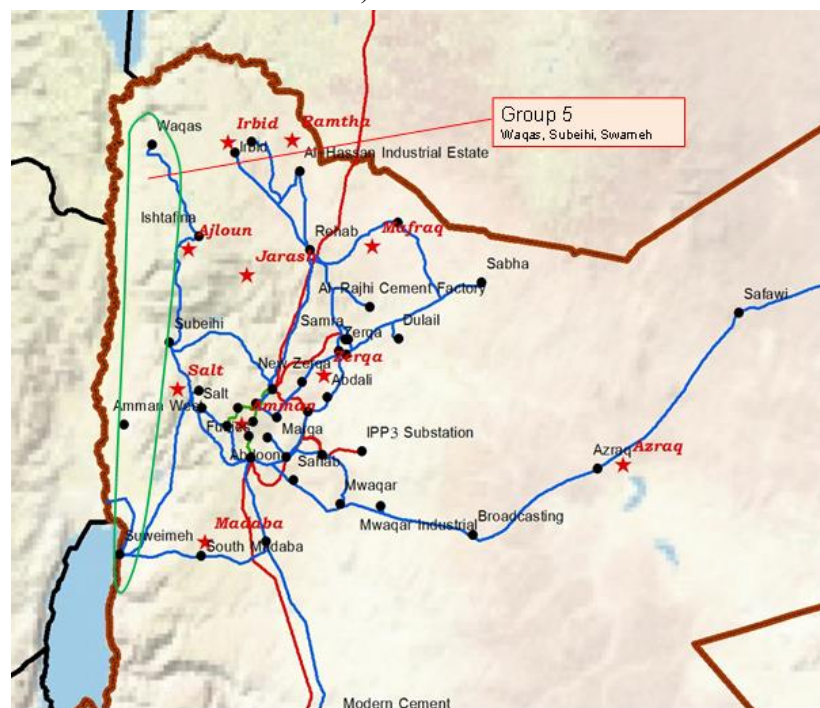 Group 5
Waqas, Subeihi, Swameh
Waqas
Irbid
Ramtha
Irbid
Al-Hassan Industrial Estate
Ishtafina
Ajloun
Rehab
Mafraq
Jarash
Sabha
Al-Rajhi Cement Factory
Safawi
Subeihi
Samra
Zerqa
Dulail
New Zerqa
Zerqa
Salt
Abdali
Salt
Amman West
Amman
Fuhies
Marqa
IPP3 Substation
Abdoon
Sahab
Azraq
Azraq
Mwaqar
Mwaqar Industrial
Broadcasting
Madaba
Suweimeh
South Madaba
Modern Cement